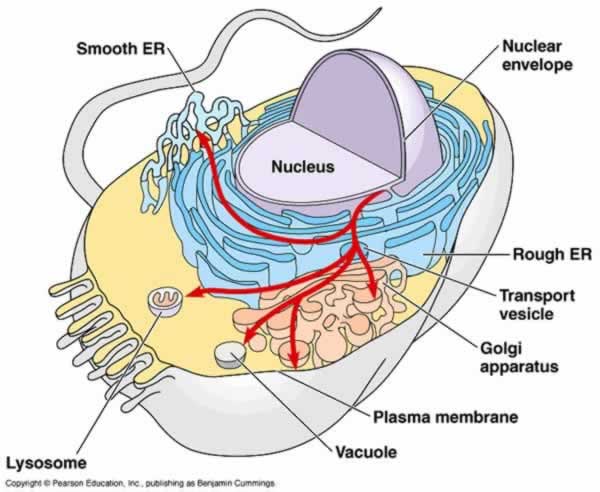 Smooth ER
Nuclear
envelope
Nucleus
Rough ER
Transport
vesicle
Golgi
apparatus
Plasma membrane
Vacuole
Lysosome
Copyright © Pearson Education, Inc., publishing as Benjamin Cummings.